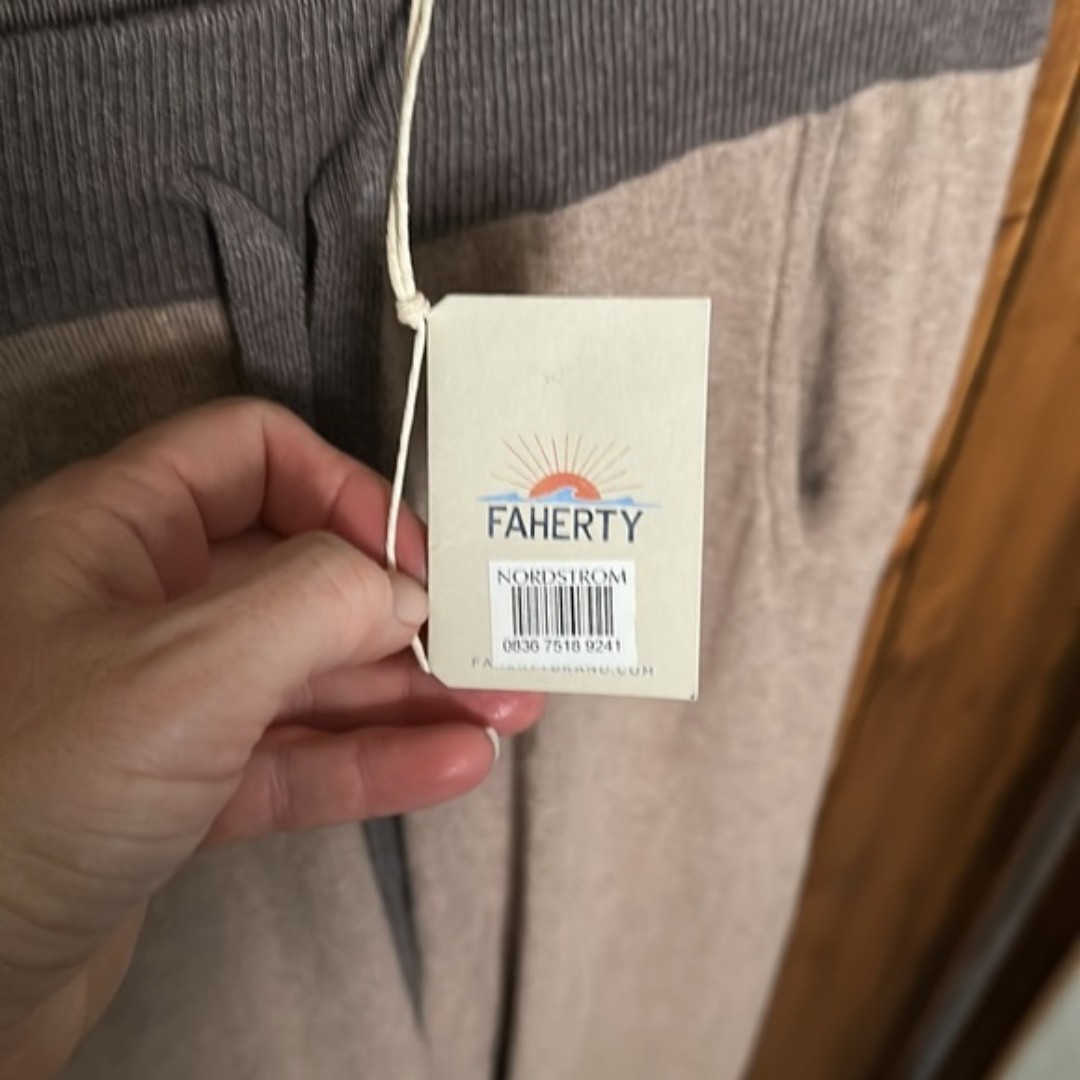 FAHERTY
NORDSTROM
0836 7518 9241